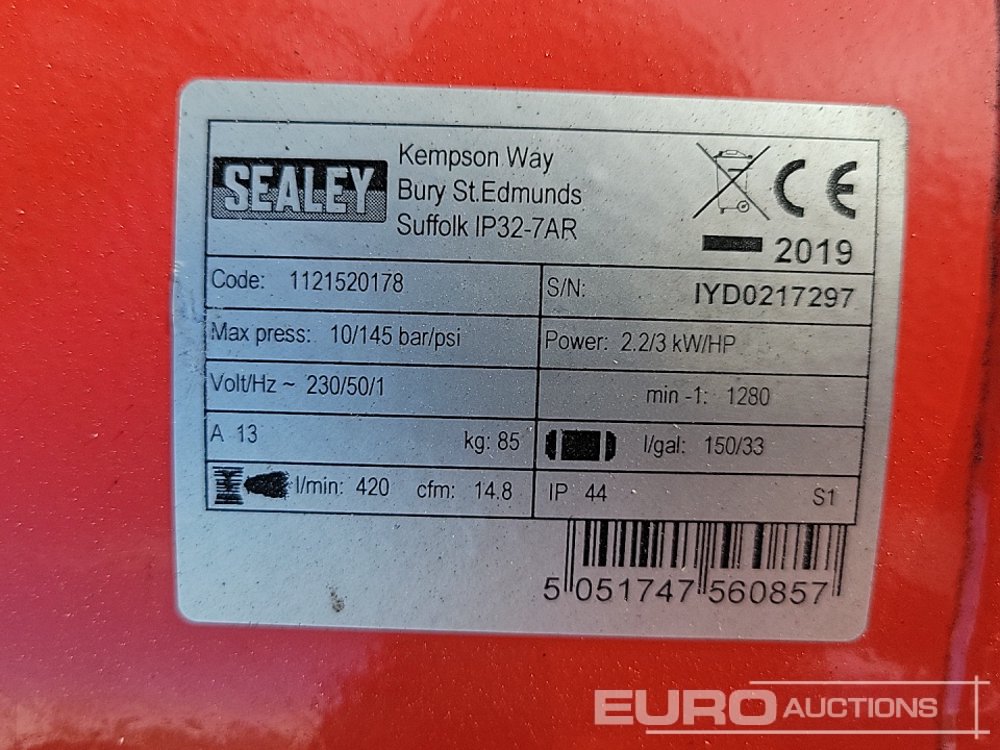 SEALEY
Kempson Way
Bury St.Edmunds
Suffolk IP32-7AR
CE
2019
Code: 1121520178
S/N: IYD0217297
Max press: 10/145 bar/psi
Power: 2.2/3 kW/HP
Volt/Hz ~ 230/50/1
min -1: 1280
A 13 kg: 85
l/gal: 150/33
l/min: 420 cfm: 14.8
IP 44 S1
5 051747 560857
EURO AUCTIONS